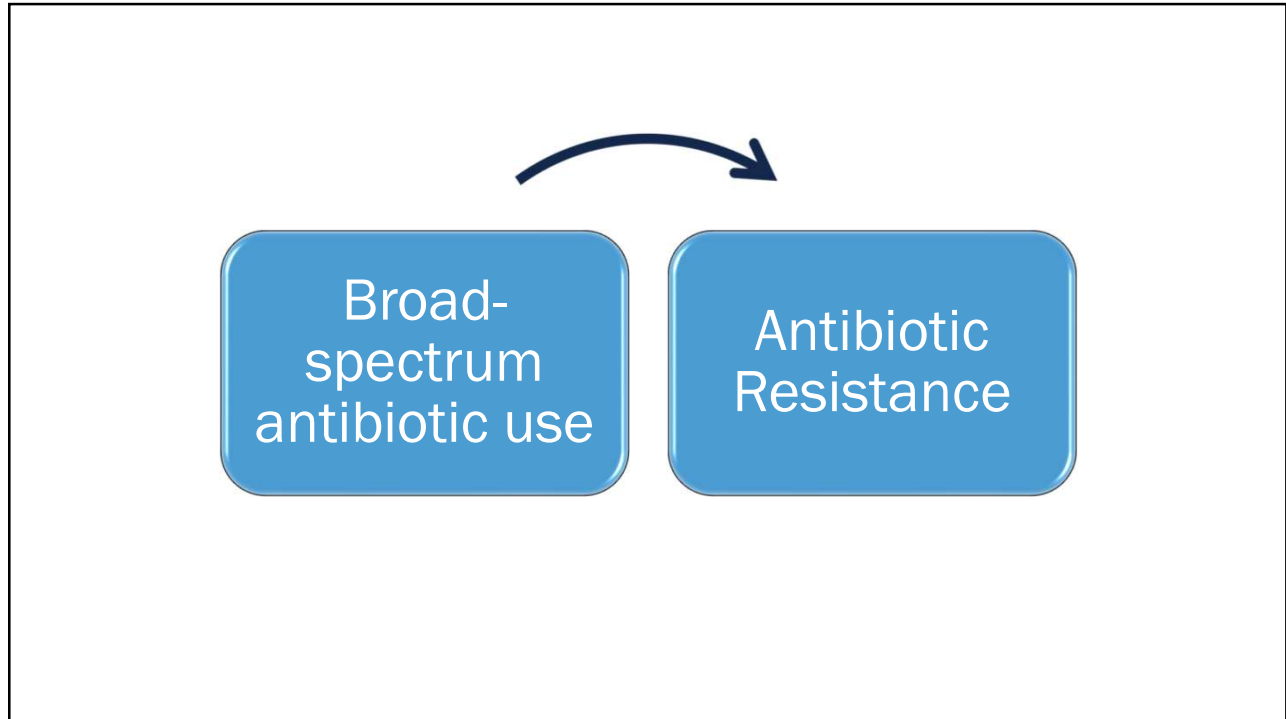 Broad-
spectrum
antibiotic use
Antibiotic
Resistance